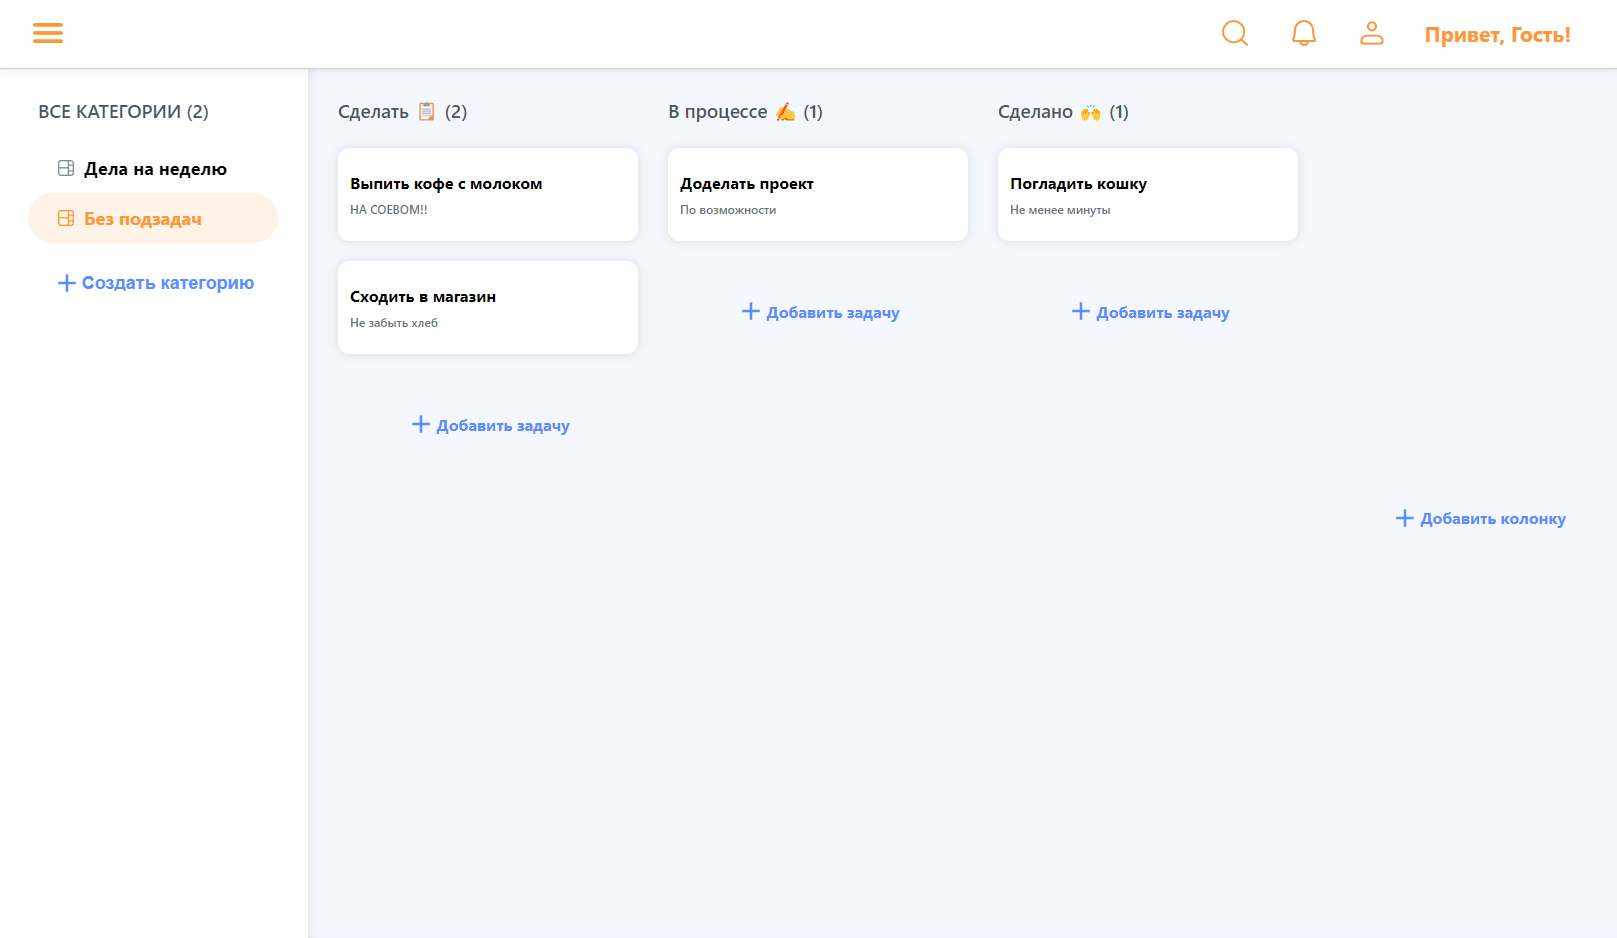 Привет, Гость!
ВСЕ КАТЕГОРИИ (2)
Дела на неделю
Без подзадач
Создать категорию
Сделать 📋 (2)
Выпить кофе с молоком
НА СОЕВОМ!!
Сходить в магазин
Не забыть хлеб
Добавить задачу
В процессе ✍️ (1)
Доделать проект
По возможности
Добавить задачу
Сделано 🙌 (1)
Погладить кошку
Не менее минуты
Добавить задачу
Добавить колонку